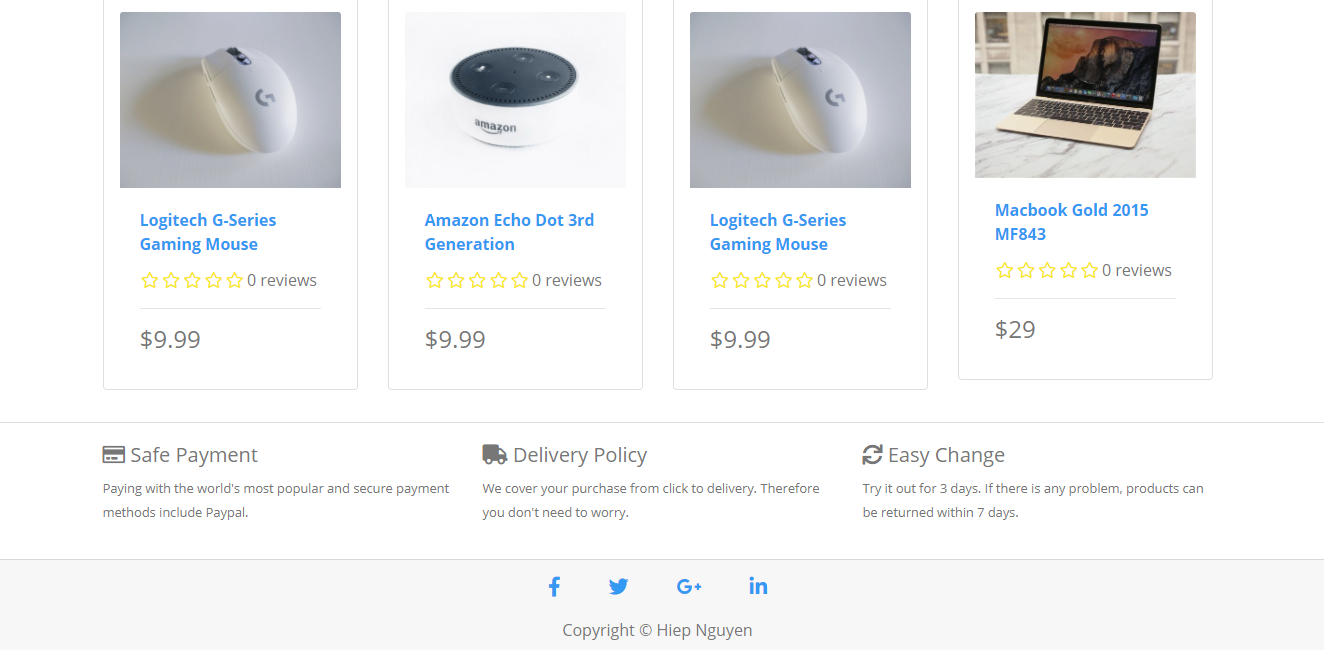 amazon
Logitech G-Series
Gaming Mouse
0 reviews
$9.99
Amazon Echo Dot 3rd
Generation
0 reviews
$9.99
Logitech G-Series
Gaming Mouse
0 reviews
$9.99
Macbook Gold 2015
MF843
0 reviews
$29
Safe Payment
Paying with the world's most popular and secure payment
methods include Paypal.
Delivery Policy
We cover your purchase from click to delivery. Therefore
you don't need to worry.
Easy Change
Try it out for 3 days. If there is any problem, products can
be returned within 7 days.
Copyright © Hiep Nguyen